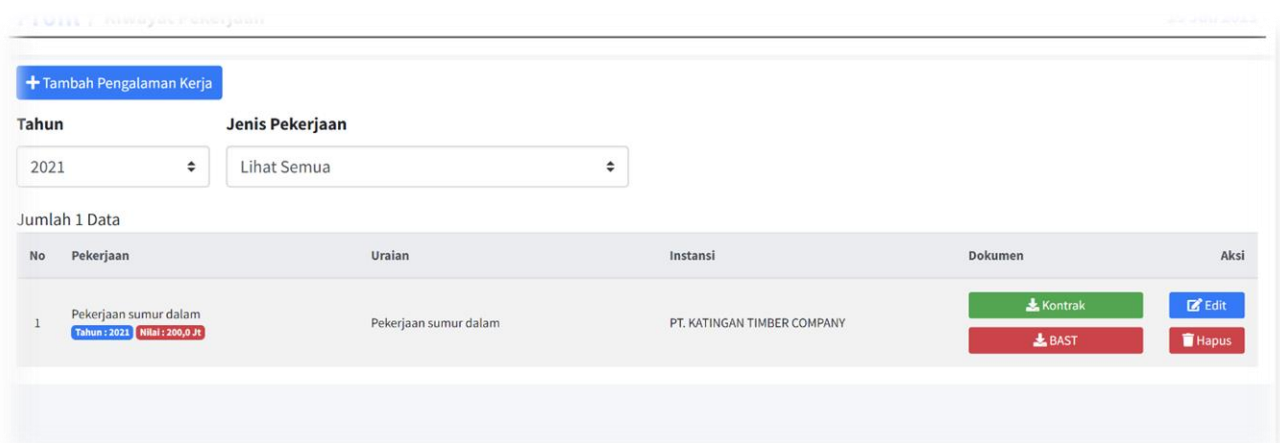 Tambah Pengalaman Kerja
Tahun Jenis Pekerjaan
2021 Lihat Semua
Jumlah 1 Data
No Pekerjaan Uraian Instansi Dokumen Aksi
1 Pekerjaan sumur dalam Pekerjaan sumur dalam PT. KATINGAN TIMBER COMPANY Kontrak Edit
Tahun : 2021 Nilai : 200,0 Jt BAST Hapus